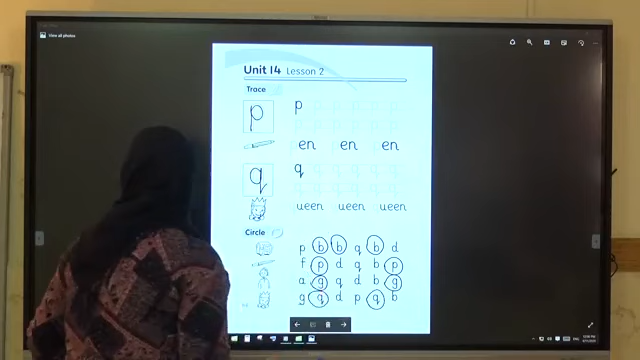 View all photos
Unit 14 Lesson 2
Trace
p p
en en en
q q
ueen ueen ueen
Circle
p b b q b d
f p d q b p
a g q d b g
g q d p q b